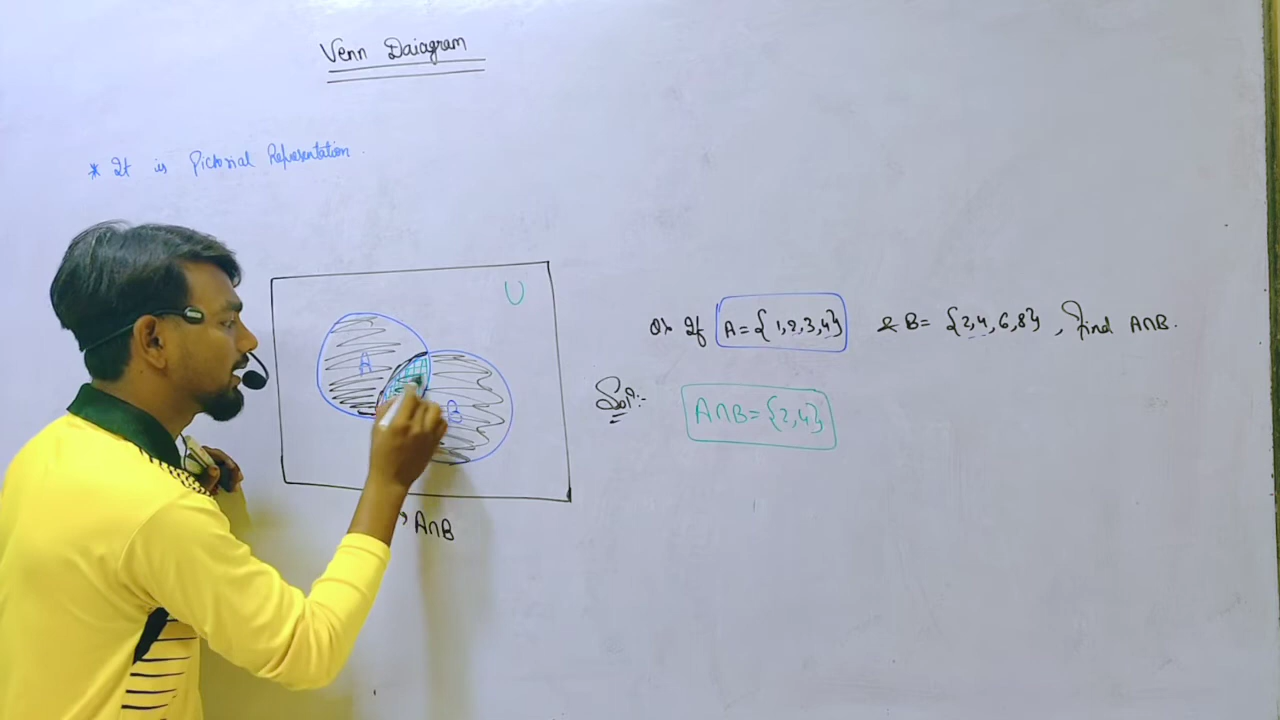 Venn Daiagram
* It is Pictorial Representation.
U
A
B
A∩B
Q> If A = {1,2,3,4} & B = {2,4,6,8}, Find A∩B.
Sol:-
A∩B = {2,4}